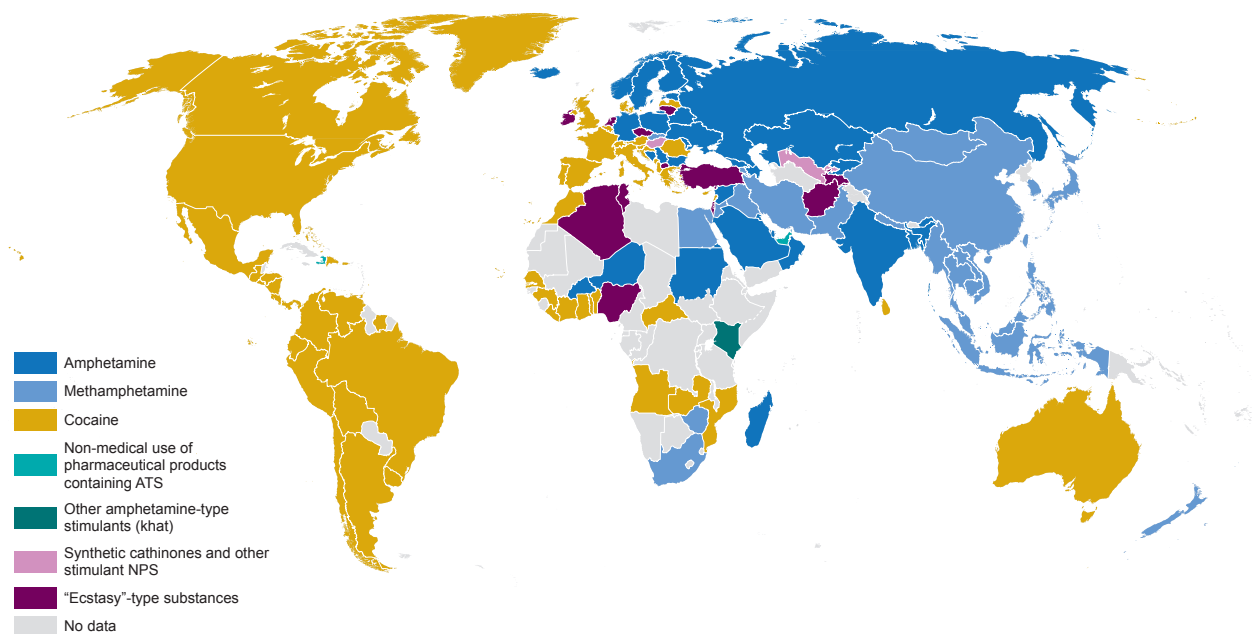 Amphetamine
Methamphetamine
Cocaine
Non-medical use of
pharmaceutical products
containing ATS
Other amphetamine-type
stimulants (khat)
Synthetic cathinones and other
stimulant NPS
“Ecstasy”-type substances
No data